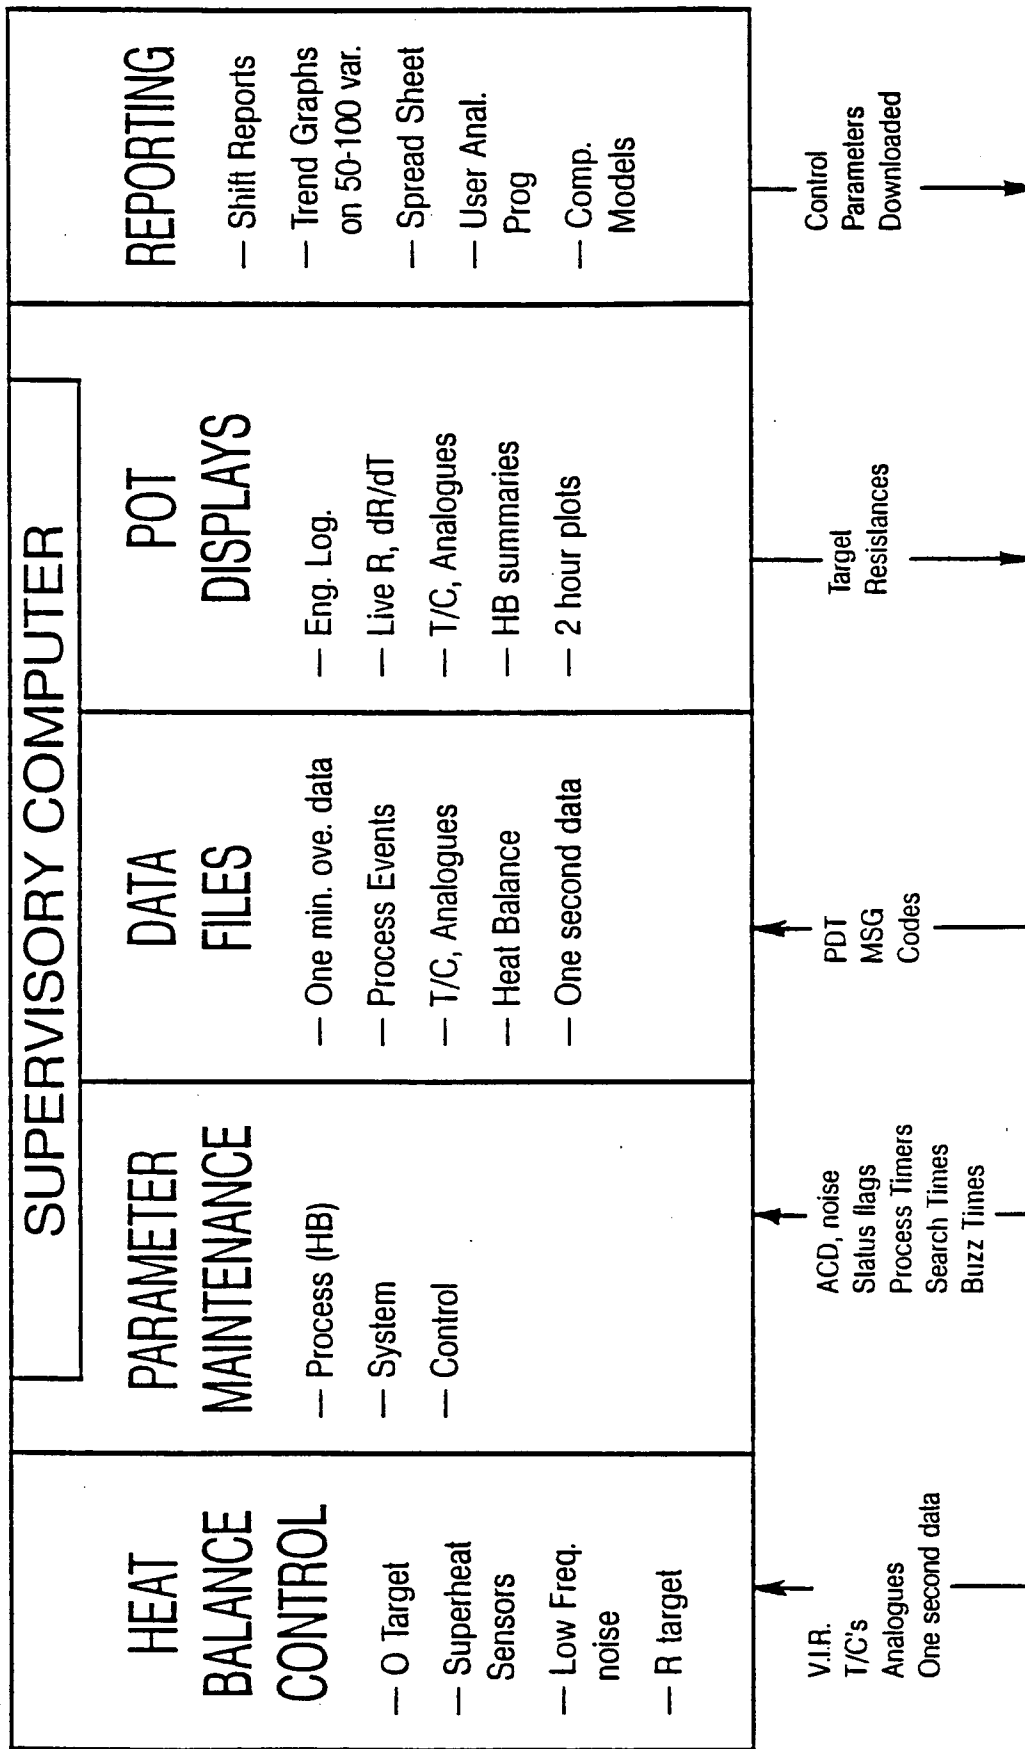 SUPERVISORY COMPUTER
HEAT
BALANCE
CONTROL
— O Target
— Superheat
Sensors
— Low Freq.
noise
— R target
PARAMETER
MAINTENANCE
— Process (HB)
— System
— Control
DATA
FILES
— One min. ove. data
— Process Events
— T/C, Analogues
— Heat Balance
— One second data
POT
DISPLAYS
— Eng. Log.
— Live R, dR/dT
— T/C, Analogues
— HB summaries
— 2 hour plots
REPORTING
— Shift Reports
— Trend Graphs
on 50-100 var.
— Spread Sheet
— User Anal.
Prog
— Comp.
Models
V.I.R.
T/C's
Analogues
One second data
ACD, noise
Slatus flags
Process Timers
Search Times
Buzz Times
PDT
MSG
Codes
Target
Resislances
Control
Parameters
Downloaded